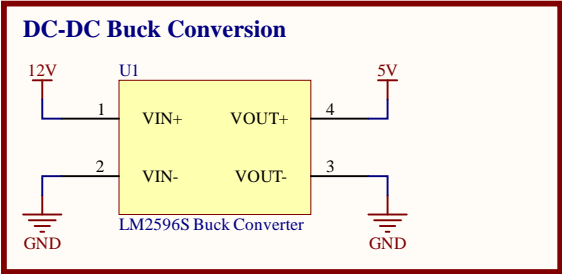 DC-DC Buck Conversion
12V
U1
5V
1
VIN+
VOUT+
4
2
VIN-
VOUT-
3
LM2596S Buck Converter
GND
GND